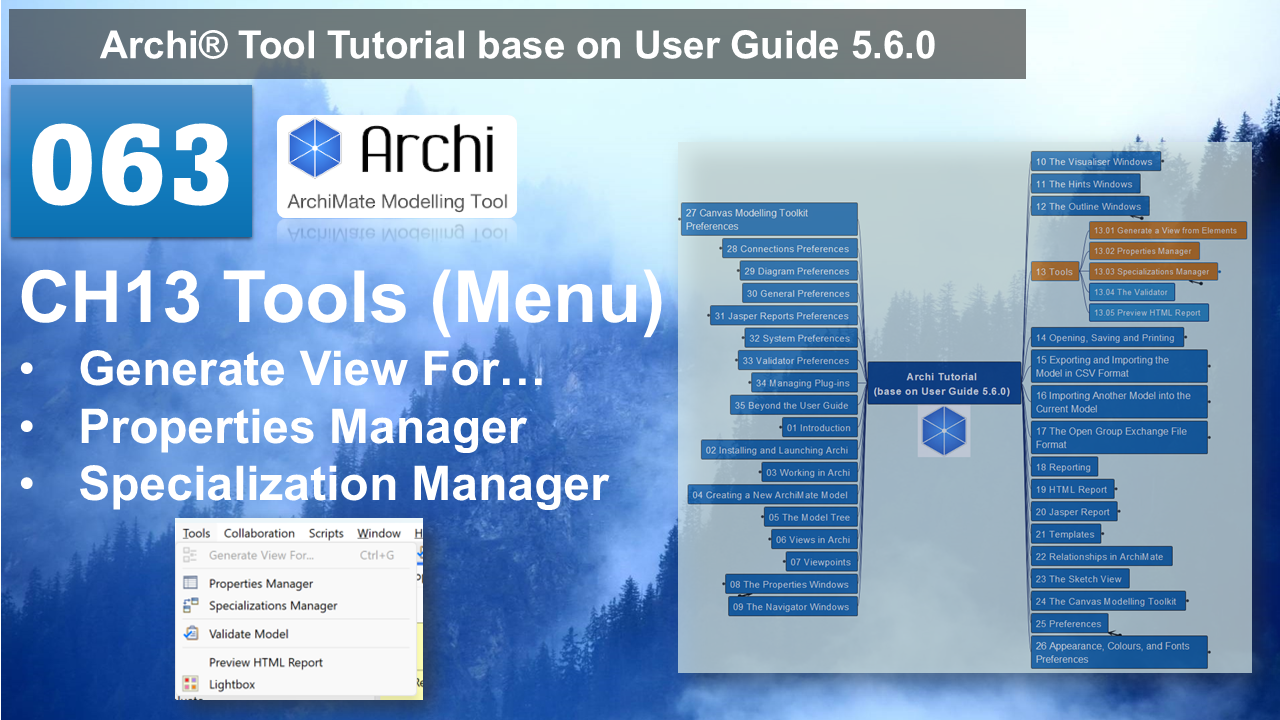 Archi® Tool Tutorial base on User Guide 5.6.0
063
Archi
ArchiMate Modelling Tool
CH13 Tools (Menu)
• Generate View For…
• Properties Manager
• Specialization Manager
Tools Collaboration Scripts Window H
Generate View For... Ctrl+G
Properties Manager
Specializations Manager
Validate Model
Preview HTML Report
Lightbox
27 Canvas Modelling Toolkit
Preferences
28 Connections Preferences
29 Diagram Preferences
30 General Preferences
31 Jasper Reports Preferences
32 System Preferences
33 Validator Preferences
34 Managing Plug-ins
35 Beyond the User Guide
01 Introduction
02 Installing and Launching Archi
03 Working in Archi
04 Creating a New ArchiMate Model
05 The Model Tree
06 Views in Archi
07 Viewpoints
08 The Properties Windows
09 The Navigator Windows
Archi Tutorial
(base on User Guide 5.6.0)
10 The Visualiser Windows
11 The Hints Windows
12 The Outline Windows
13 Tools
13.01 Generate a View from Elements
13.02 Properties Manager
13.03 Specializations Manager
13.04 The Validator
13.05 Preview HTML Report
14 Opening, Saving and Printing
15 Exporting and Importing the
Model in CSV Format
16 Importing Another Model into the
Current Model
17 The Open Group Exchange File
Format
18 Reporting
19 HTML Report
20 Jasper Report
21 Templates
22 Relationships in ArchiMate
23 The Sketch View
24 The Canvas Modelling Toolkit
25 Preferences
26 Appearance, Colours, and Fonts
Preferences